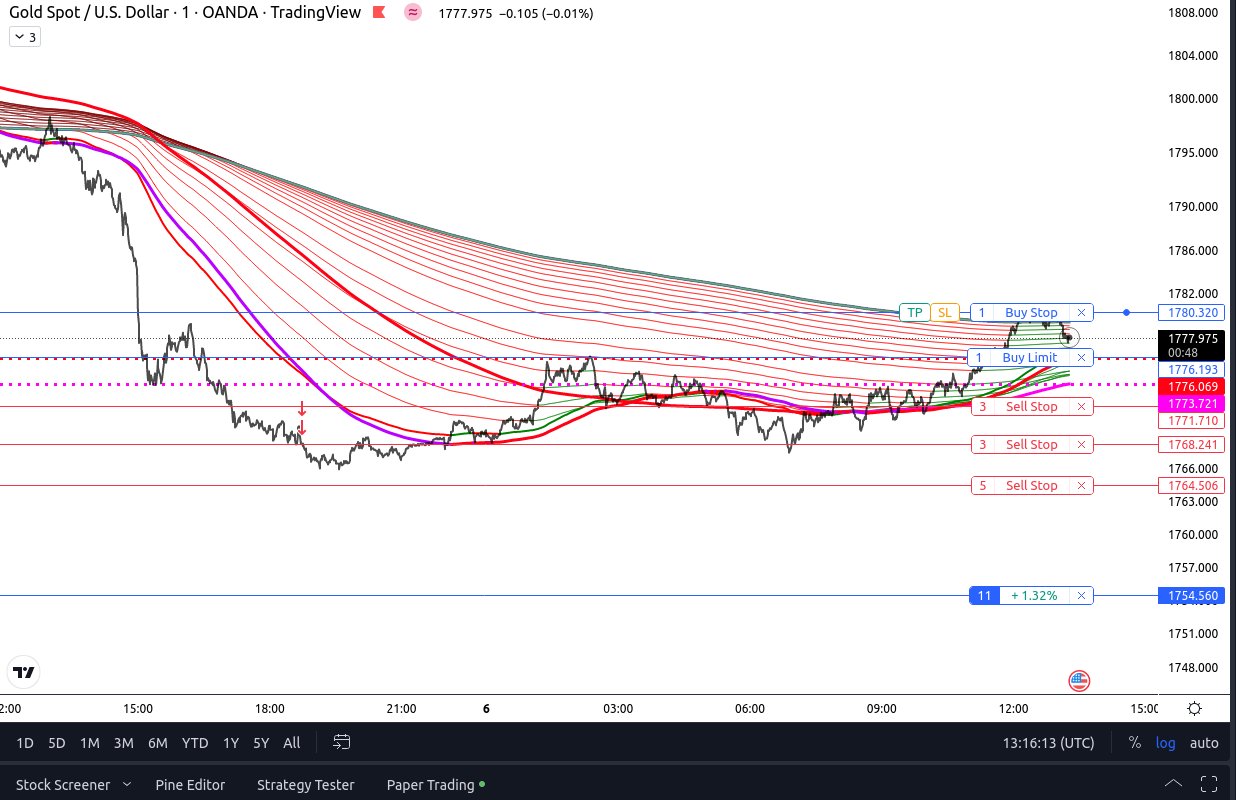 Gold Spot / U.S. Dollar · 1 · OANDA · TradingView ≈ 1777.975 −0.105 (−0.01%)
3
1808.000
1804.000
1800.000
1795.000
1790.000
1786.000
1782.000
TP SL 1 Buy Stop × 1780.320
1777.975
00:48
1 Buy Limit ×
1776.193
1776.069
1773.721
3 Sell Stop ×
1771.710
3 Sell Stop × 1768.241
1766.000
5 Sell Stop × 1764.506
1763.000
1760.000
1757.000
11 + 1.32% × 1754.560
1751.000
1748.000
2:00 15:00 18:00 21:00 6 03:00 06:00 09:00 12:00 15:00
1D 5D 1M 3M 6M YTD 1Y 5Y All 13:16:13 (UTC) % log auto
Stock Screener Pine Editor Strategy Tester Paper Trading